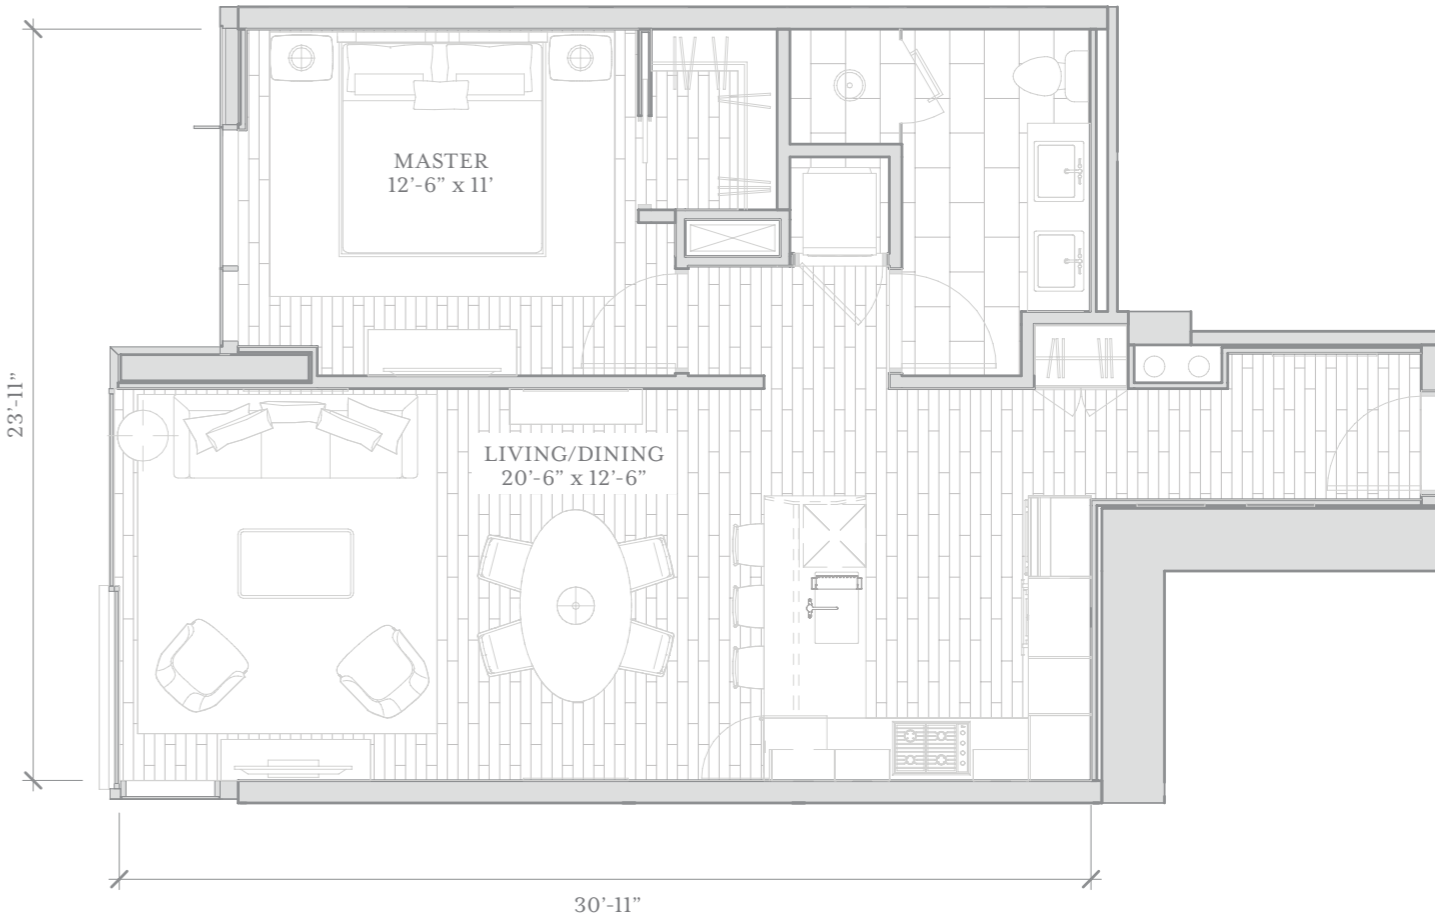 MASTER
12’-6” x 11’
23’-11”
LIVING/DINING
20’-6” x 12’-6”
30’-11”